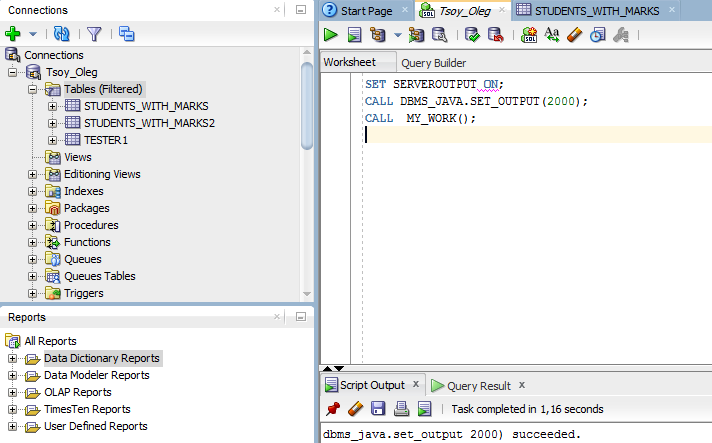 Connections
Start Page
Tsoy_Oleg
STUDENTS_WITH_MARKS
Connections
Tsoy_Oleg
Tables (Filtered)
STUDENTS_WITH_MARKS
STUDENTS_WITH_MARKS2
TESTER1
Views
Editioning Views
Indexes
Packages
Procedures
Functions
Queues
Queues Tables
Triggers
Reports
All Reports
Data Dictionary Reports
Data Modeler Reports
OLAP Reports
TimesTen Reports
User Defined Reports
Worksheet
Query Builder
SET SERVEROUTPUT ON;
CALL DBMS_JAVA.SET_OUTPUT(2000);
CALL  MY_WORK();
Script Output
Query Result
Task completed in 1,16 seconds
dbms_java.set_output 2000) succeeded.